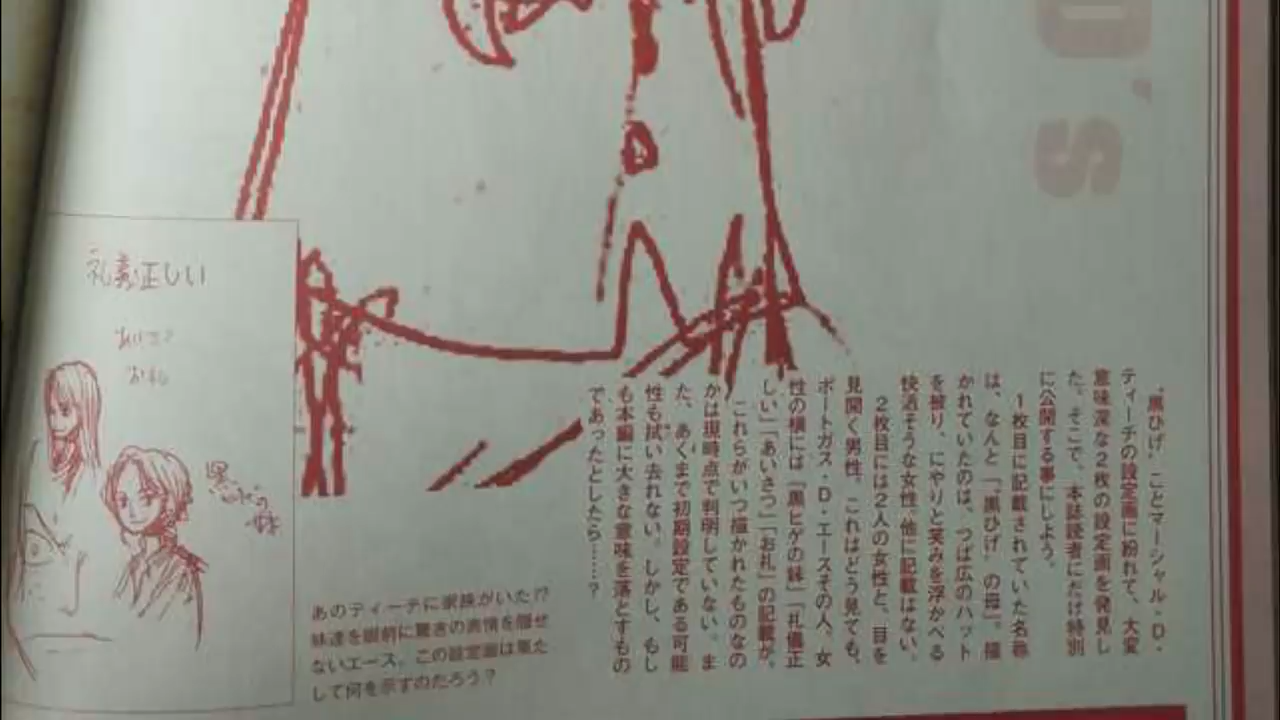 D's
“黒ひげ”ことマーシャル・D・
ティーチの設定画に紛れて、大変
意味深な2枚の設定画を発見し
た。そこで、本誌読者にだけ特別
に公開する事にしよう。
1枚目に記載されていた名称
は、なんと「“黒ひげ”の母」。描
かれていたのは、つば広のハット
を被り、にやりと笑みを浮かべる
快活そうな女性。他に記載はない。
2枚目には2人の女性と、目を
見開く男性。これはどう見ても、
ポートガス・D・エースその人。女
性の横には「黒ヒゲの妹」「礼儀正
しい」「あいさつ」「お礼」の記載が。
これらがいつ描かれたものなの
かは現時点で判明していない。ま
た、あくまで初期設定である可能
性も拭い去れない。しかし、もし
も本編に大きな意味を落とすもの
であったとしたら……？
礼義正しい
あいさつ
お礼
黒ひげの
妹
あのティーチに家族がいた!?
妹達を眼前に驚きの表情を隠せ
ないエース。この設定画は果た
して何を示すのだろう？